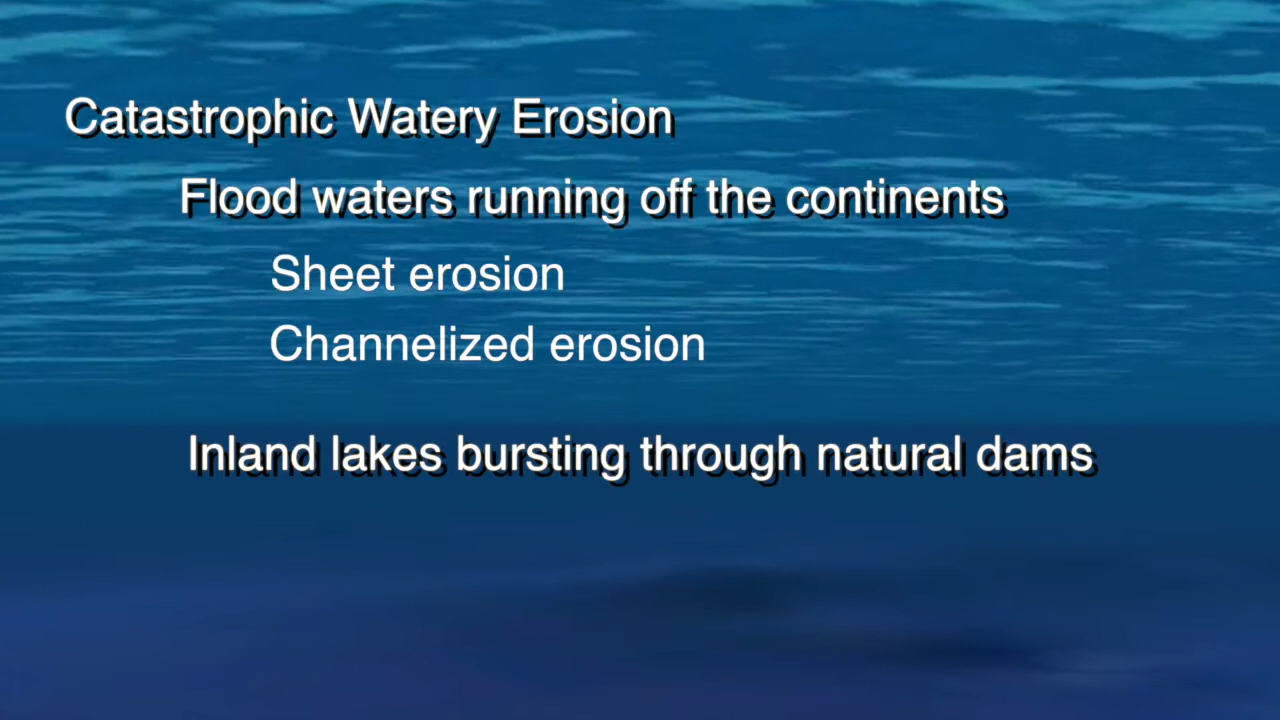 Catastrophic Watery Erosion
Flood waters running off the continents
Sheet erosion
Channelized erosion
Inland lakes bursting through natural dams